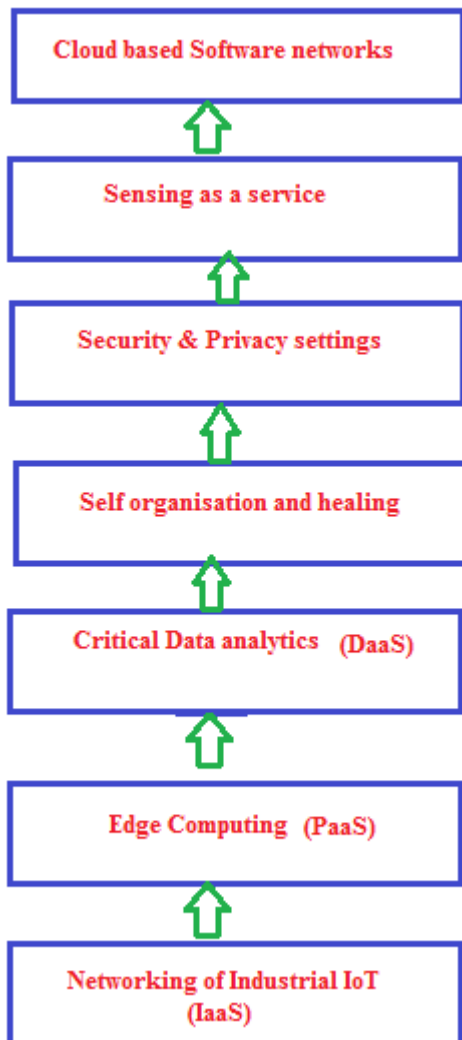 Cloud based Software networks
Sensing as a service
Security & Privacy settings
Self organisation and healing
Critical Data analytics (DaaS)
Edge Computing (PaaS)
Networking of Industrial IoT
(IaaS)